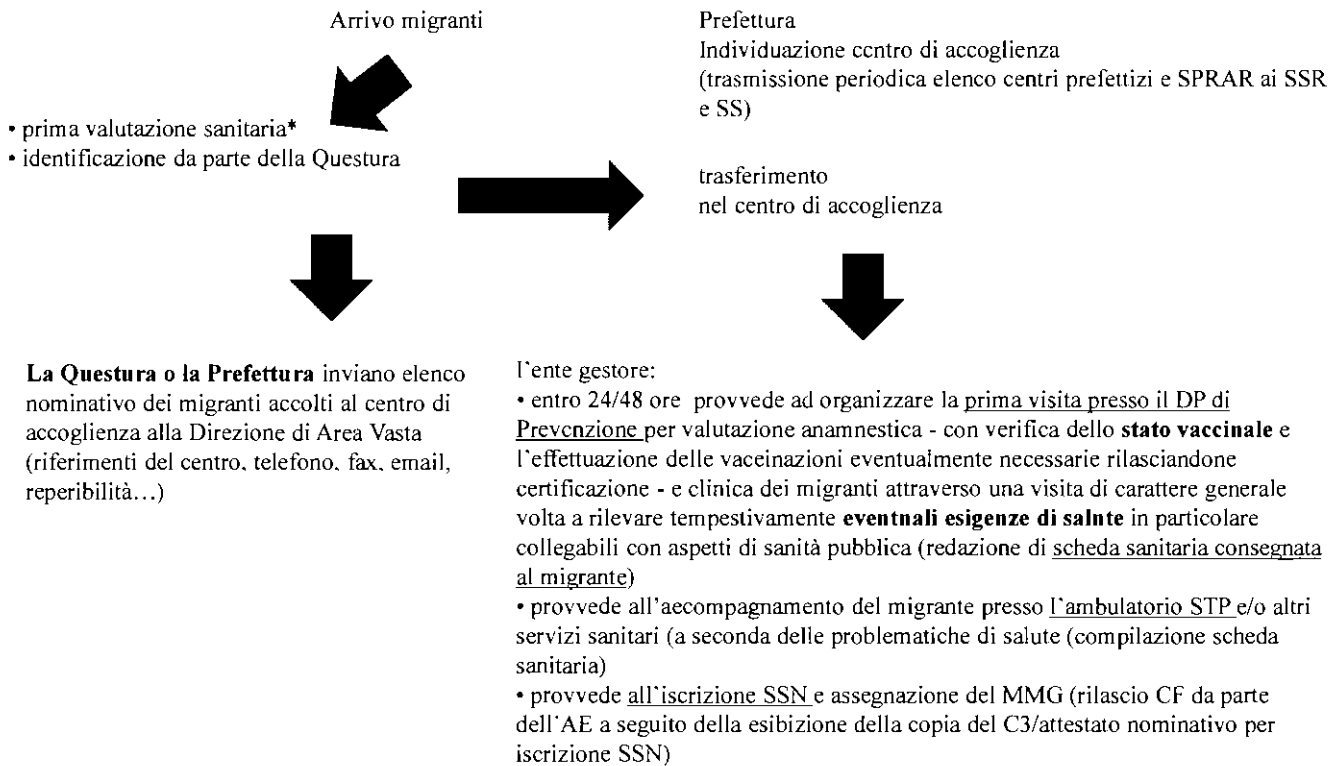 Arrivo migranti
Prefettura
Individuazione centro di accoglienza
(trasmissione periodica elenco centri prefettizi e SPRAR ai SSR
e SS)
• prima valutazione sanitaria*
• identificazione da parte della Questura
trasferimento
nel centro di accoglienza
La Questura o la Prefettura inviano elenco
nominativo dei migranti accolti al centro di
accoglienza alla Direzione di Area Vasta
(riferimenti del centro, telefono, fax, email,
reperibilità…)
l'ente gestore:
• entro 24/48 ore provvede ad organizzare la prima visita presso il DP di
Prevenzione per valutazione anamnestica - con verifica dello stato vaccinale e
l'effettuazione delle vaccinazioni eventualmente necessarie rilasciandone
certificazione - e clinica dei migranti attraverso una visita di carattere generale
volta a rilevare tempestivamente eventuali esigenze di salute in particolare
collegabili con aspetti di sanità pubblica (redazione di scheda sanitaria consegnata
al migrante)
• provvede all'accompagnamento del migrante presso l'ambulatorio STP e/o altri
servizi sanitari (a seconda delle problematiche di salute (compilazione scheda
sanitaria)
• provvede all'iscrizione SSN e assegnazione del MMG (rilascio CF da parte
dell'AE a seguito della esibizione della copia del C3/attestato nominativo per
iscrizione SSN)